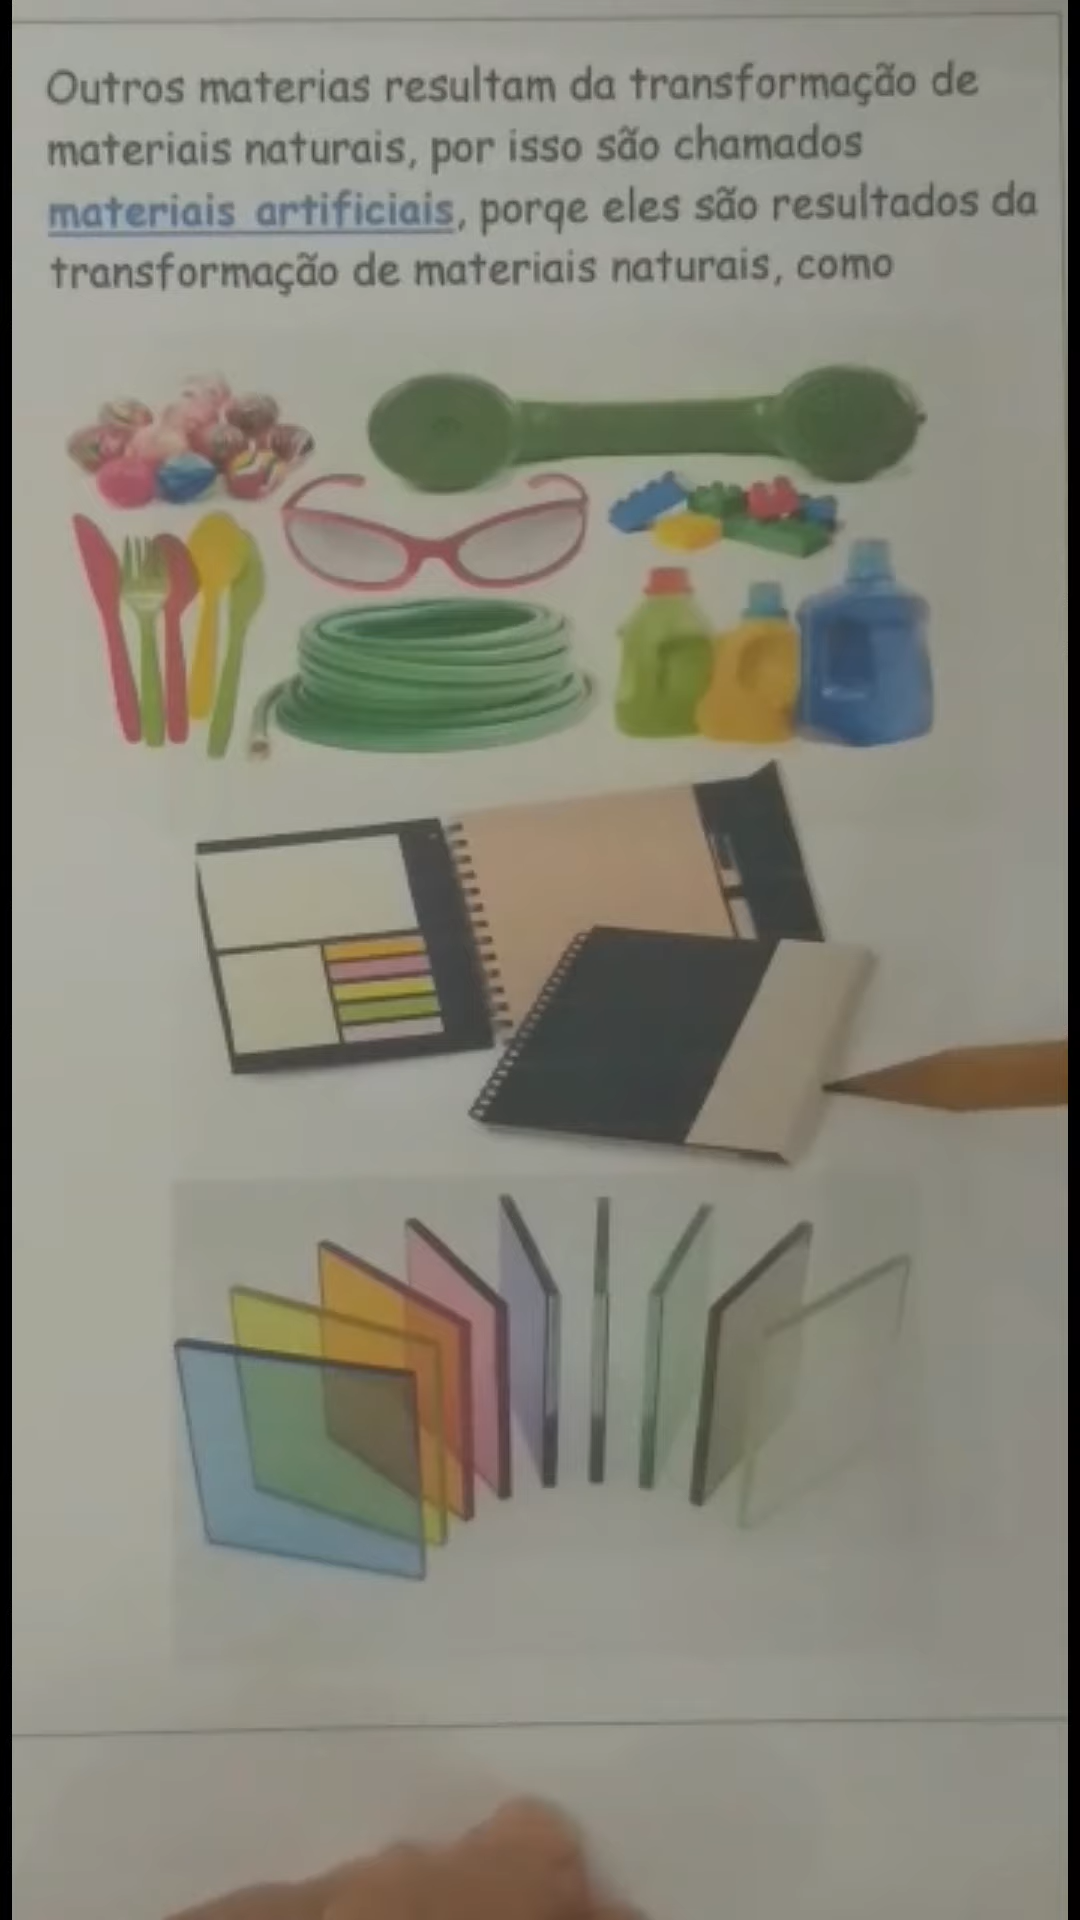 Outros materias resultam da transformação de
materiais naturais, por isso são chamados
materiais artificiais, porqe eles são resultados da
transformação de materiais naturais, como